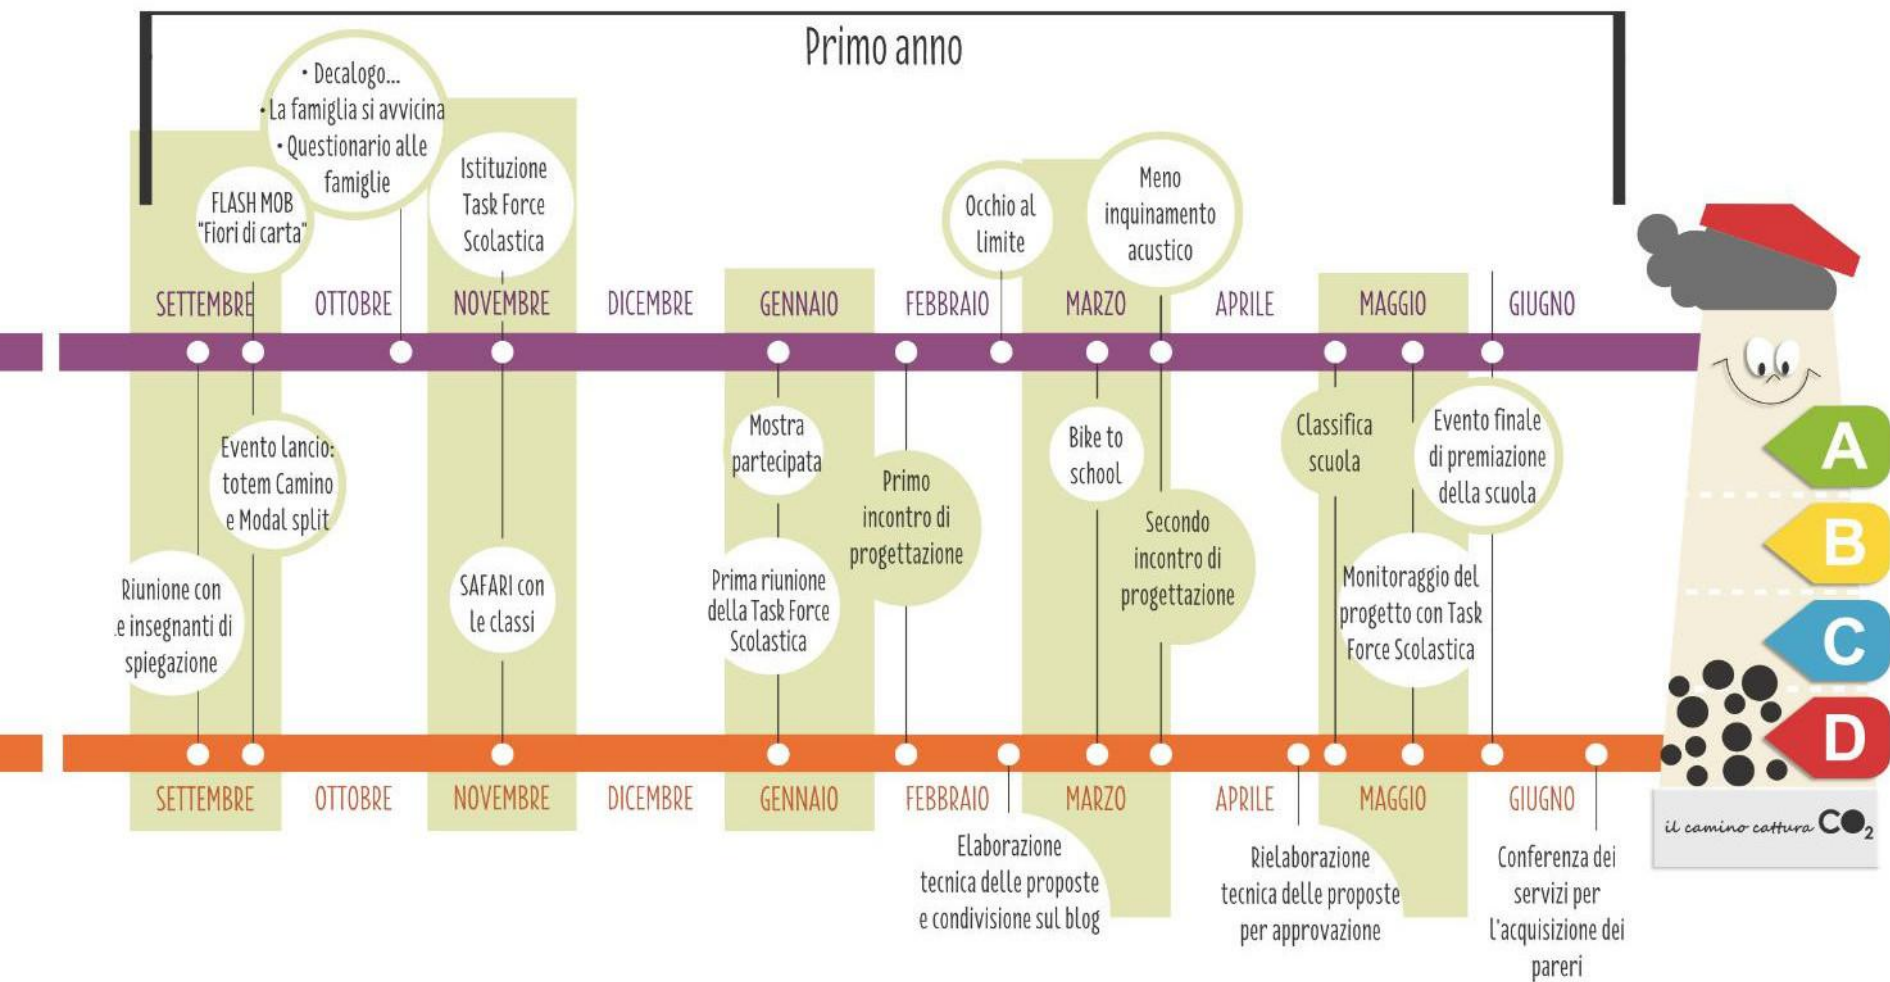 Primo anno
• Decalogo...
• La famiglia si avvicina
• Questionario alle
famiglie
FLASH MOB
"Fiori di carta"
Istituzione
Task Force
Scolastica
Occhio al
limite
Meno
inquinamento
acustico
SETTEMBRE
OTTOBRE
NOVEMBRE
DICEMBRE
GENNAIO
FEBBRAIO
MARZO
APRILE
MAGGIO
GIUGNO
Evento lancio:
totem Camino
e Modal split
Riunione con
e insegnanti di
spiegazione
SAFARI con
le classi
Mostra
partecipata
Prima riunione
della Task Force
Scolastica
Primo
incontro di
progettazione
Bike to
school
Secondo
incontro di
progettazione
Classifica
scuola
Evento finale
di premiazione
della scuola
Monitoraggio del
progetto con Task
Force Scolastica
A
B
C
D
SETTEMBRE
OTTOBRE
NOVEMBRE
DICEMBRE
GENNAIO
FEBBRAIO
MARZO
APRILE
MAGGIO
GIUGNO
il camino cattura CO2
Elaborazione
tecnica delle proposte
e condivisione sul blog
Rielaborazione
tecnica delle proposte
per approvazione
Conferenza dei
servizi per
l'acquisizione dei
pareri